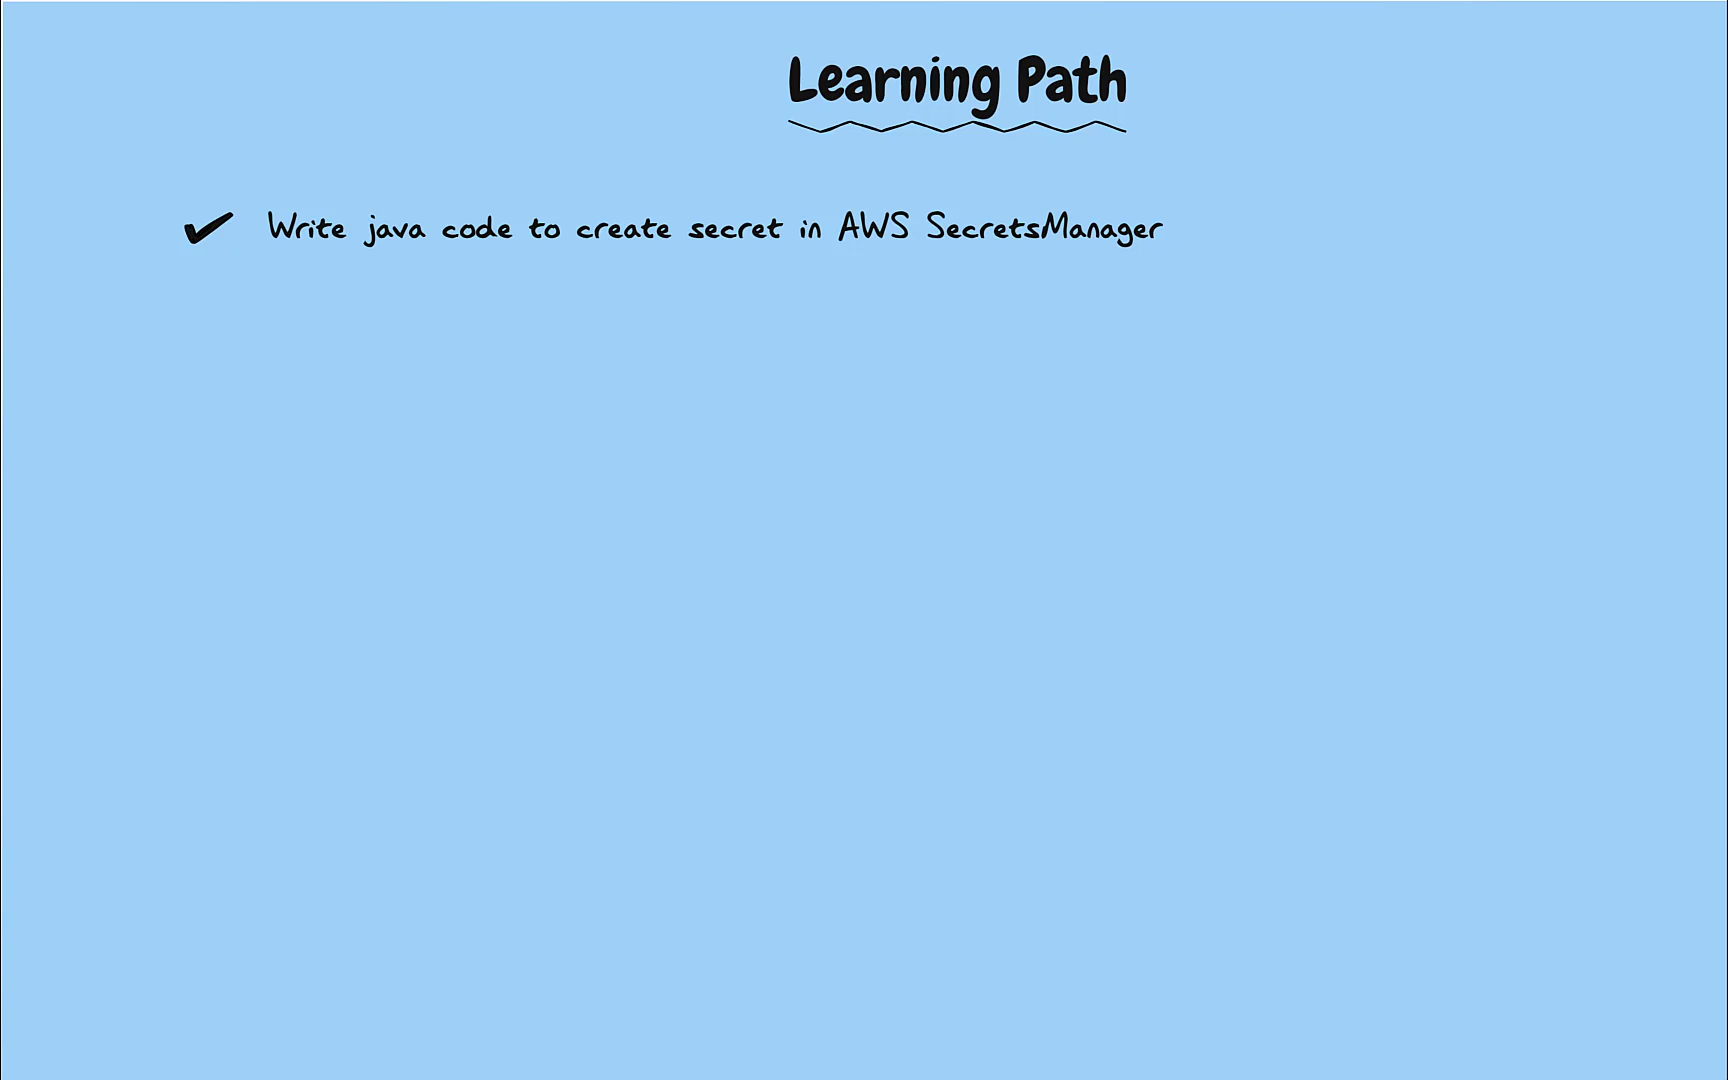 Learning Path
✔ Write java code to create secret in AWS SecretsManager